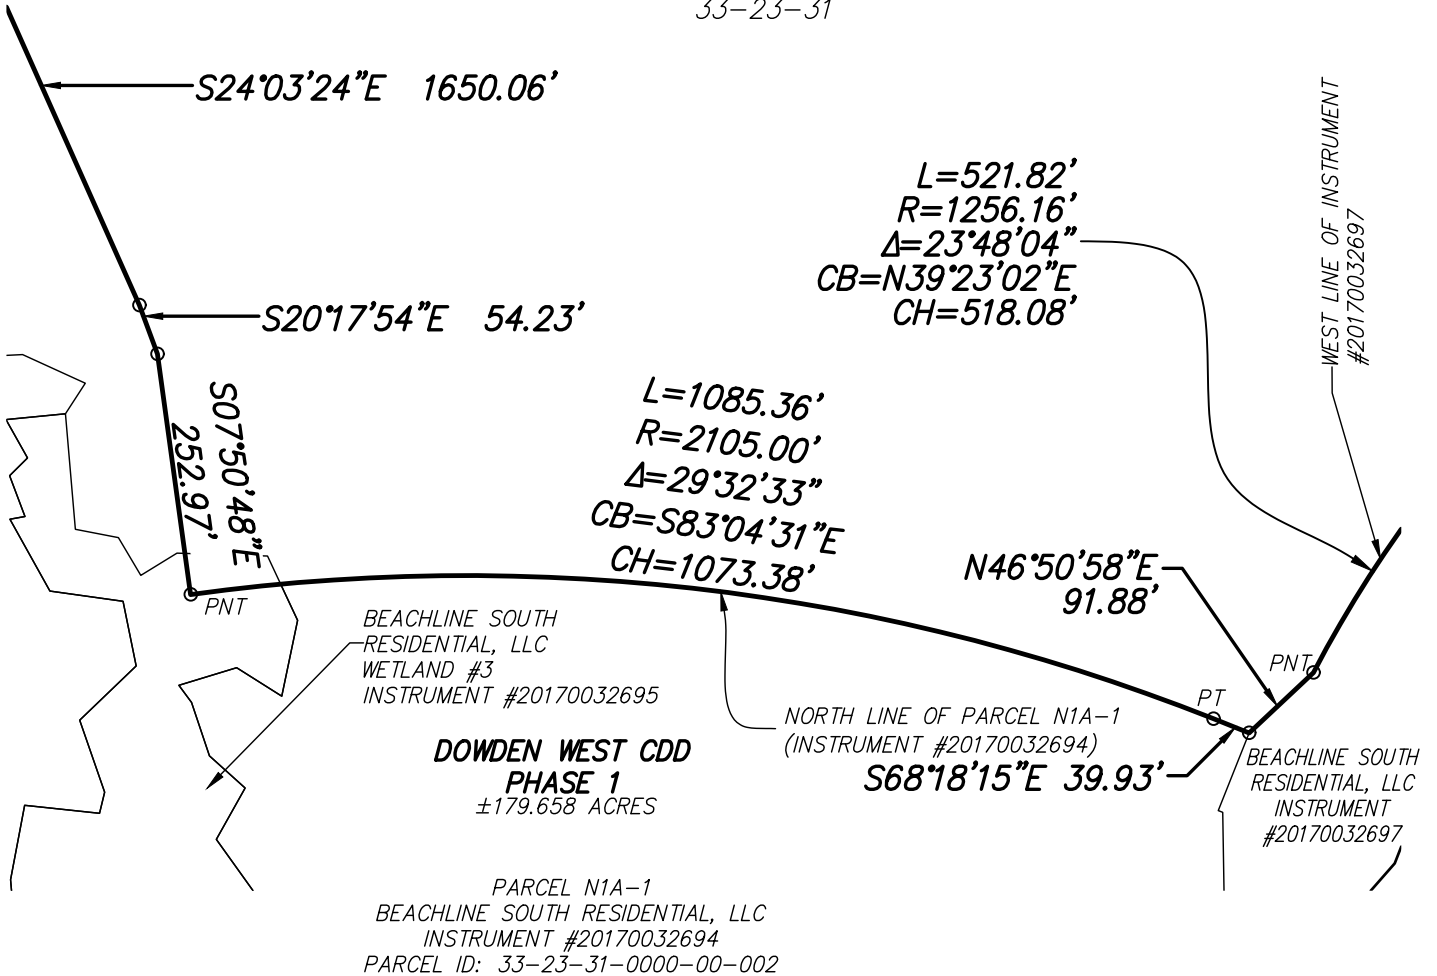 33-23-31
S24°03'24"E 1650.06'
L=521.82'
R=1256.16'
Δ=23°48'04"
CB=N39°23'02"E
CH=518.08'
WEST LINE OF INSTRUMENT
#20170032697
S20°17'54"E 54.23'
S07°50'48"E
252.97'
L=1085.36'
R=2105.00'
Δ=29°32'33"
CB=S83°04'31"E
CH=1073.38'
N46°50'58"E
91.88'
PNT
BEACHLINE SOUTH
RESIDENTIAL, LLC
WETLAND #3
INSTRUMENT #20170032695
PNT
PT
NORTH LINE OF PARCEL N1A-1
(INSTRUMENT #20170032694)
S68°18'15"E 39.93'
DOWDEN WEST CDD
PHASE 1
±179.658 ACRES
BEACHLINE SOUTH
RESIDENTIAL, LLC
INSTRUMENT
#20170032697
PARCEL N1A-1
BEACHLINE SOUTH RESIDENTIAL, LLC
INSTRUMENT #20170032694
PARCEL ID: 33-23-31-0000-00-002